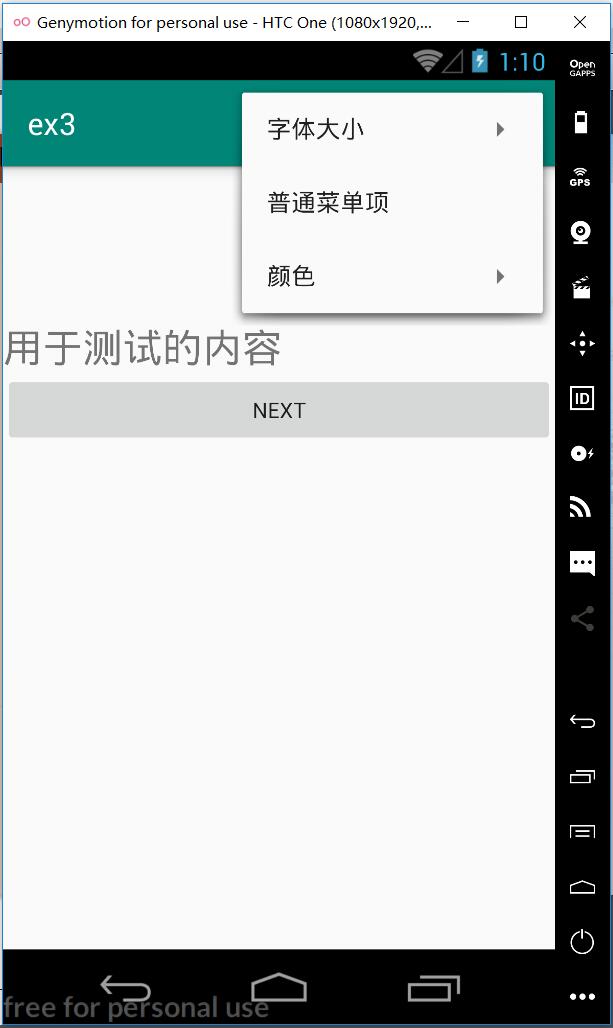 Genymotion for personal use - HTC One (1080x1920,...
1:10
Open
GAPPS
ex3
字体大小
普通菜单项
颜色
GPS
用于测试的内容
NEXT
ID
free for personal use